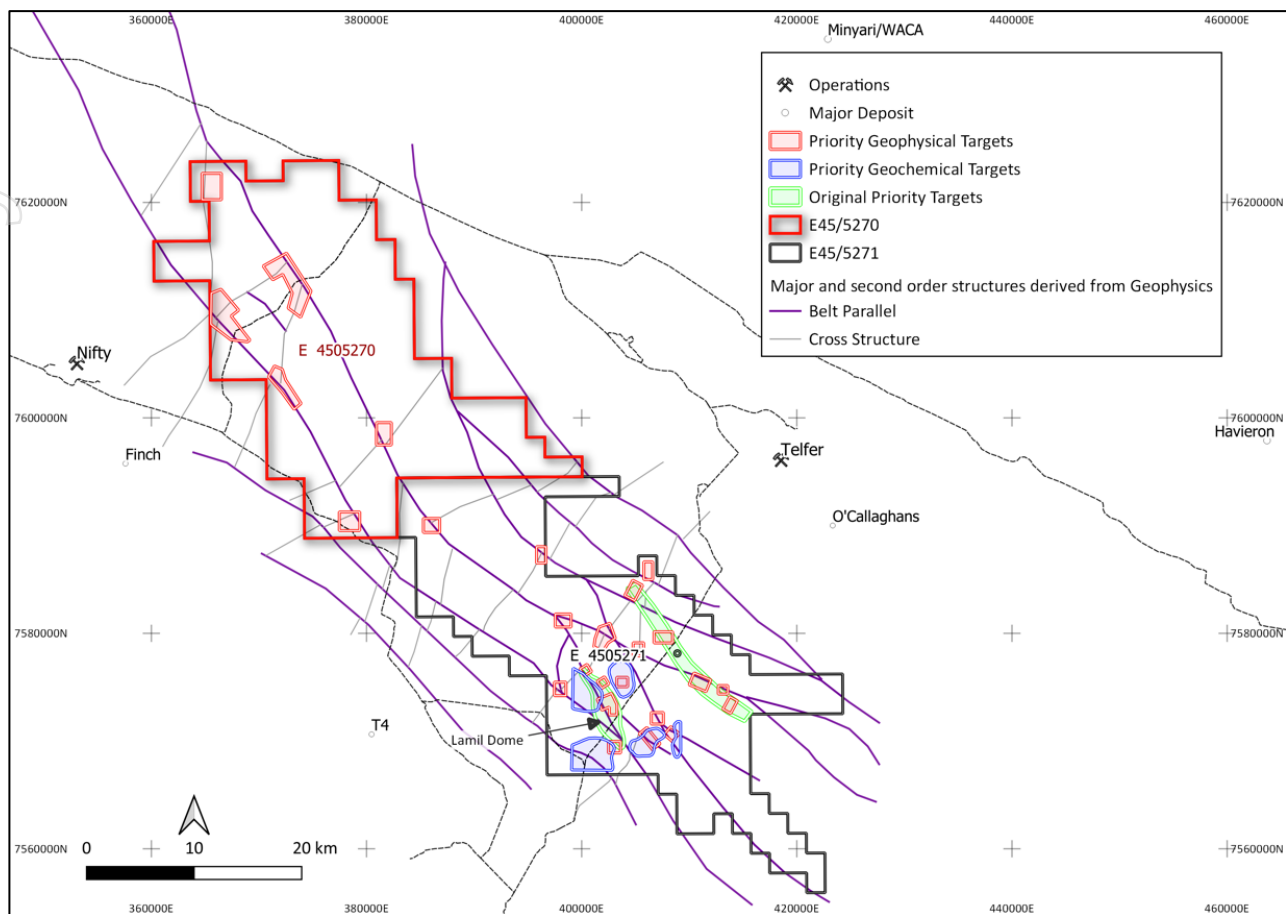 360000E
380000E
400000E
420000E
440000E
460000E
Minyari/WACA
Operations
Major Deposit
Priority Geophysical Targets
Priority Geochemical Targets
Original Priority Targets
E45/5270
E45/5271
Major and second order structures derived from Geophysics
Belt Parallel
Cross Structure
7620000N
7620000N
E 4505270
Nifty
7600000N
7600000N
Finch
Telfer
Havieron
O'Callaghans
7580000N
7580000N
E 4505271
T4
Lamil Dome
7560000N
7560000N
0
10
20 km
360000E
380000E
400000E
420000E
440000E
460000E